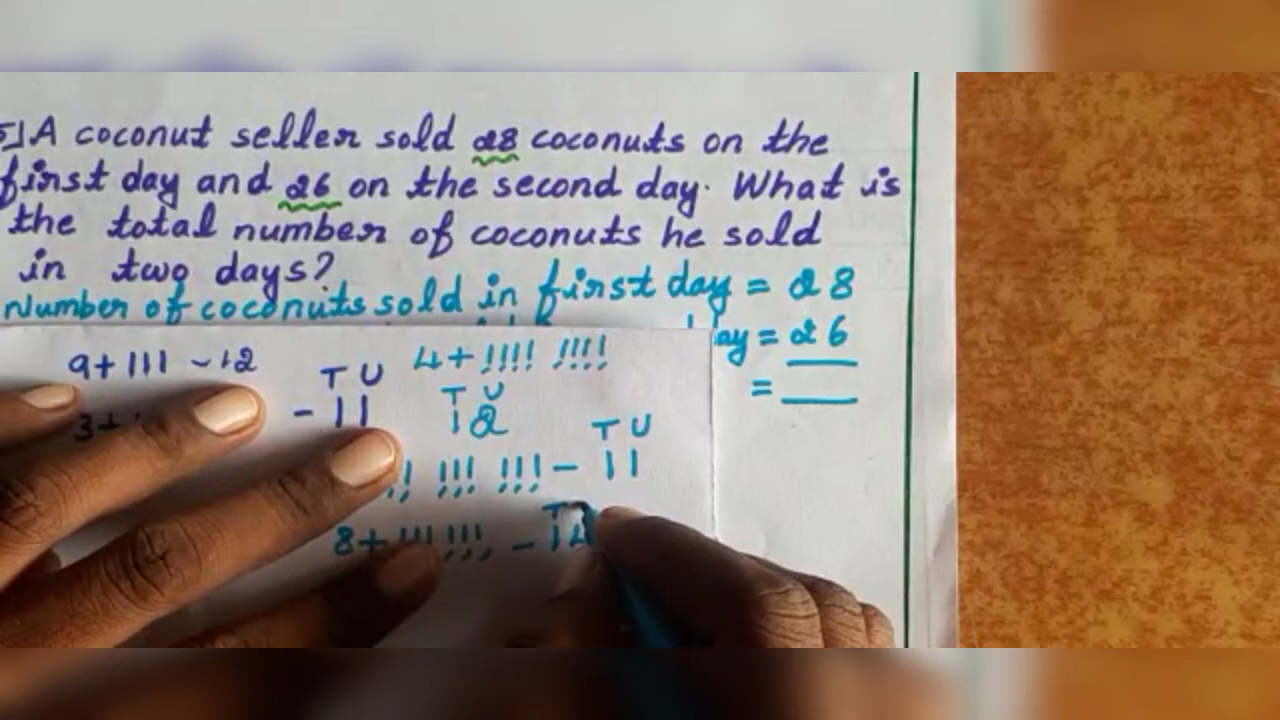 5] A coconut seller sold 28 coconuts on the
first day and 26 on the second day. What is
the total number of coconuts he sold
in two days?
Number of coconuts sold in first day = 28
day = 26
=
9+111 - 12
T U
- 11
4+!!!! !!!!
T U
12
T U
!!! !!! - 11
8+!!! !!! - 14
T